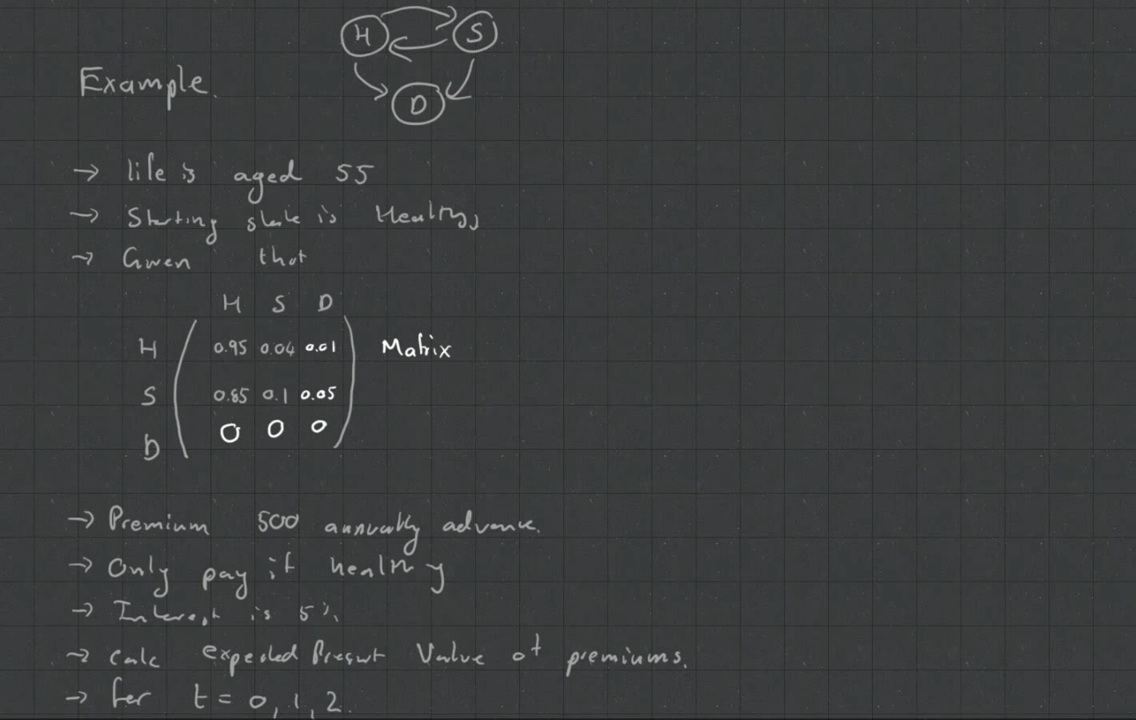 H S
Example.
D
→ life is aged 55
→ Starting state is Healthy
→ Given that
H S D
H 0.95 0.04 0.01 Matrix
S 0.85 0.1 0.05
D 0 0 0
→ Premium 500 annually advance.
→ Only pay if healthy
→ Interest is 5%
→ Calc expected Present Value of premiums.
→ for t = 0, 1, 2.